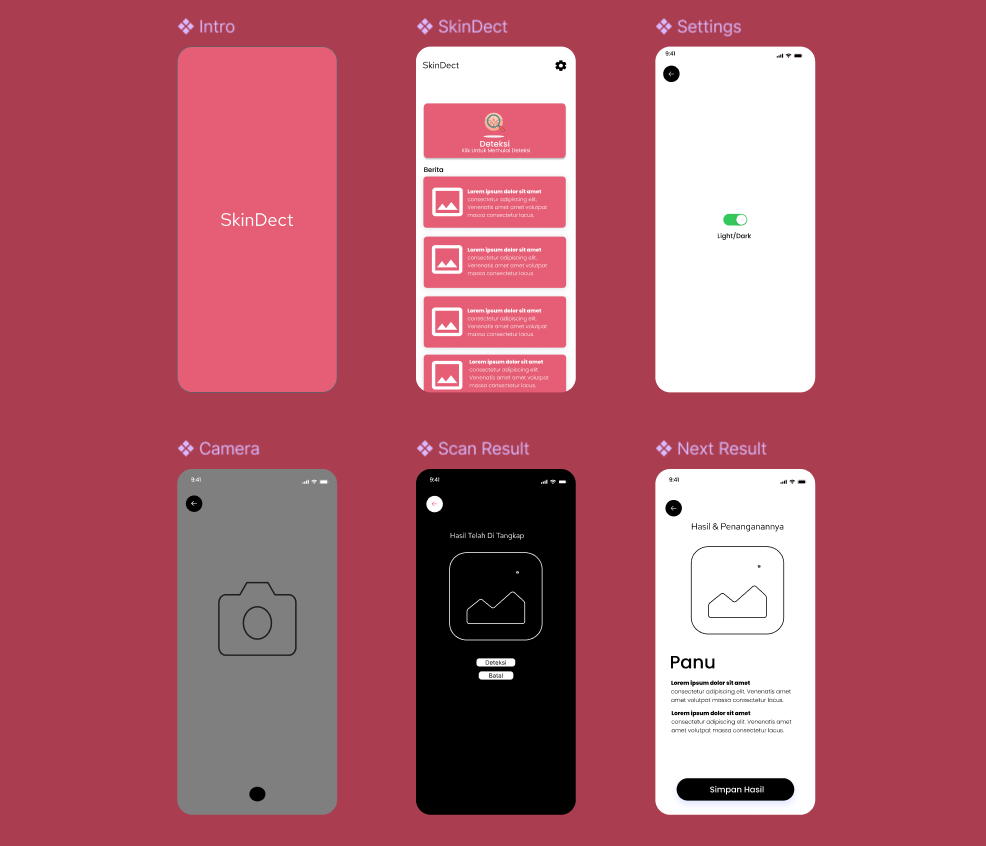 Intro
SkinDect
SkinDect
SkinDect
Deteksi
Klik Untuk Memulai Deteksi
Berita
Lorem ipsum dolor sit amet
consectetur adipiscing elit.
Venenatis amet amet volutpat
massa consectetur lacus.
Lorem ipsum dolor sit amet
consectetur adipiscing elit.
Venenatis amet amet volutpat
massa consectetur lacus.
Lorem ipsum dolor sit amet
consectetur adipiscing elit.
Venenatis amet amet volutpat
massa consectetur lacus.
Lorem ipsum dolor sit amet
consectetur adipiscing elit.
Venenatis amet amet volutpat
massa consectetur lacus.
Settings
9:41
Light/Dark
Camera
9:41
Scan Result
9:41
Hasil Telah Di Tangkap
Deteksi
Batal
Next Result
9:41
Hasil & Penanganannya
Panu
Lorem ipsum dolor sit amet
consectetur adipiscing elit. Venenatis amet
amet volutpat massa consectetur lacus.
Lorem ipsum dolor sit amet
consectetur adipiscing elit. Venenatis amet
amet volutpat massa consectetur lacus.
Simpan Hasil